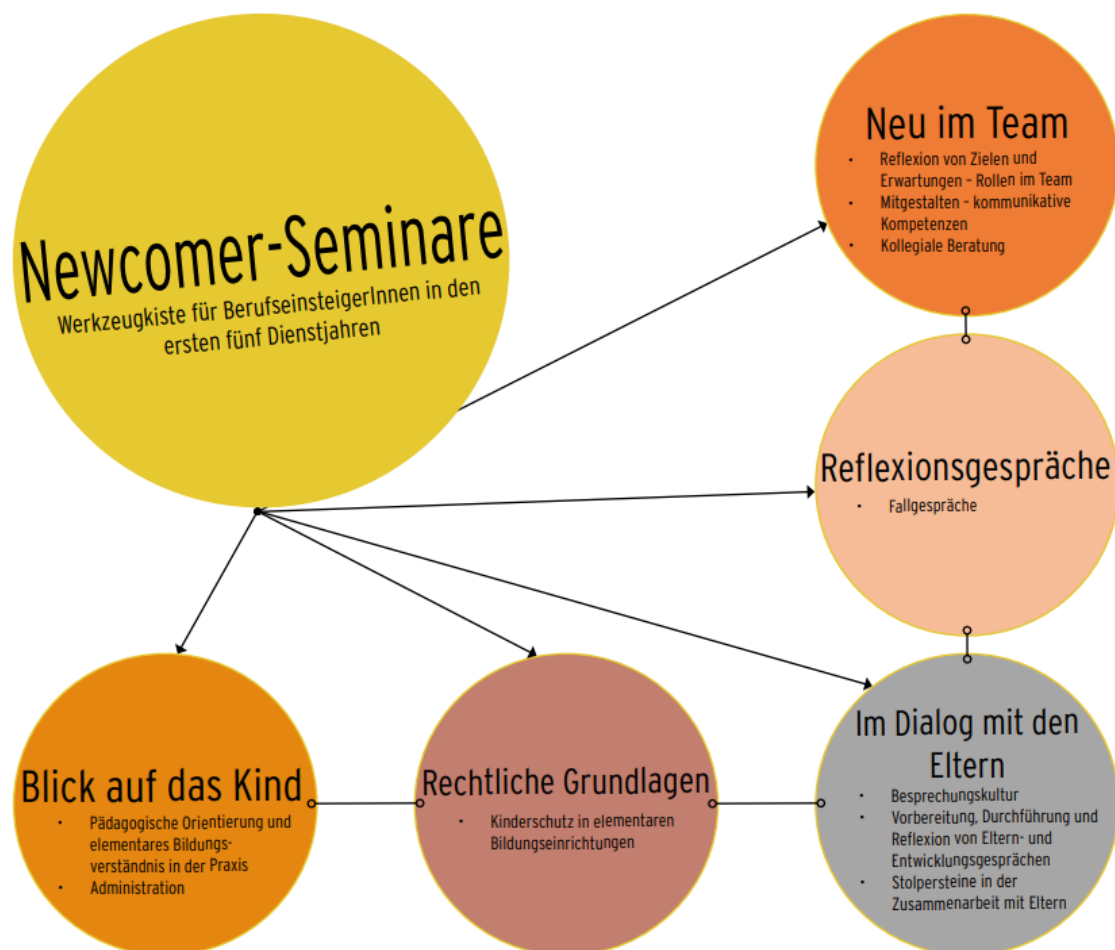 Newcomer-Seminare
Werkzeugkiste für BerufseinsteigerInnen in den
ersten fünf Dienstjahren
Neu im Team
• Reflexion von Zielen und
Erwartungen – Rollen im Team
• Mitgestalten – kommunikative
Kompetenzen
• Kollegiale Beratung
Reflexionsgespräche
• Fallgespräche
Blick auf das Kind
• Pädagogische Orientierung und
elementares Bildungs-
verständnis in der Praxis
• Administration
Rechtliche Grundlagen
• Kinderschutz in elementaren
Bildungseinrichtungen
Im Dialog mit den
Eltern
• Besprechungskultur
• Vorbereitung, Durchführung und
Reflexion von Eltern- und
Entwicklungsgesprächen
• Stolpersteine in der
Zusammenarbeit mit Eltern